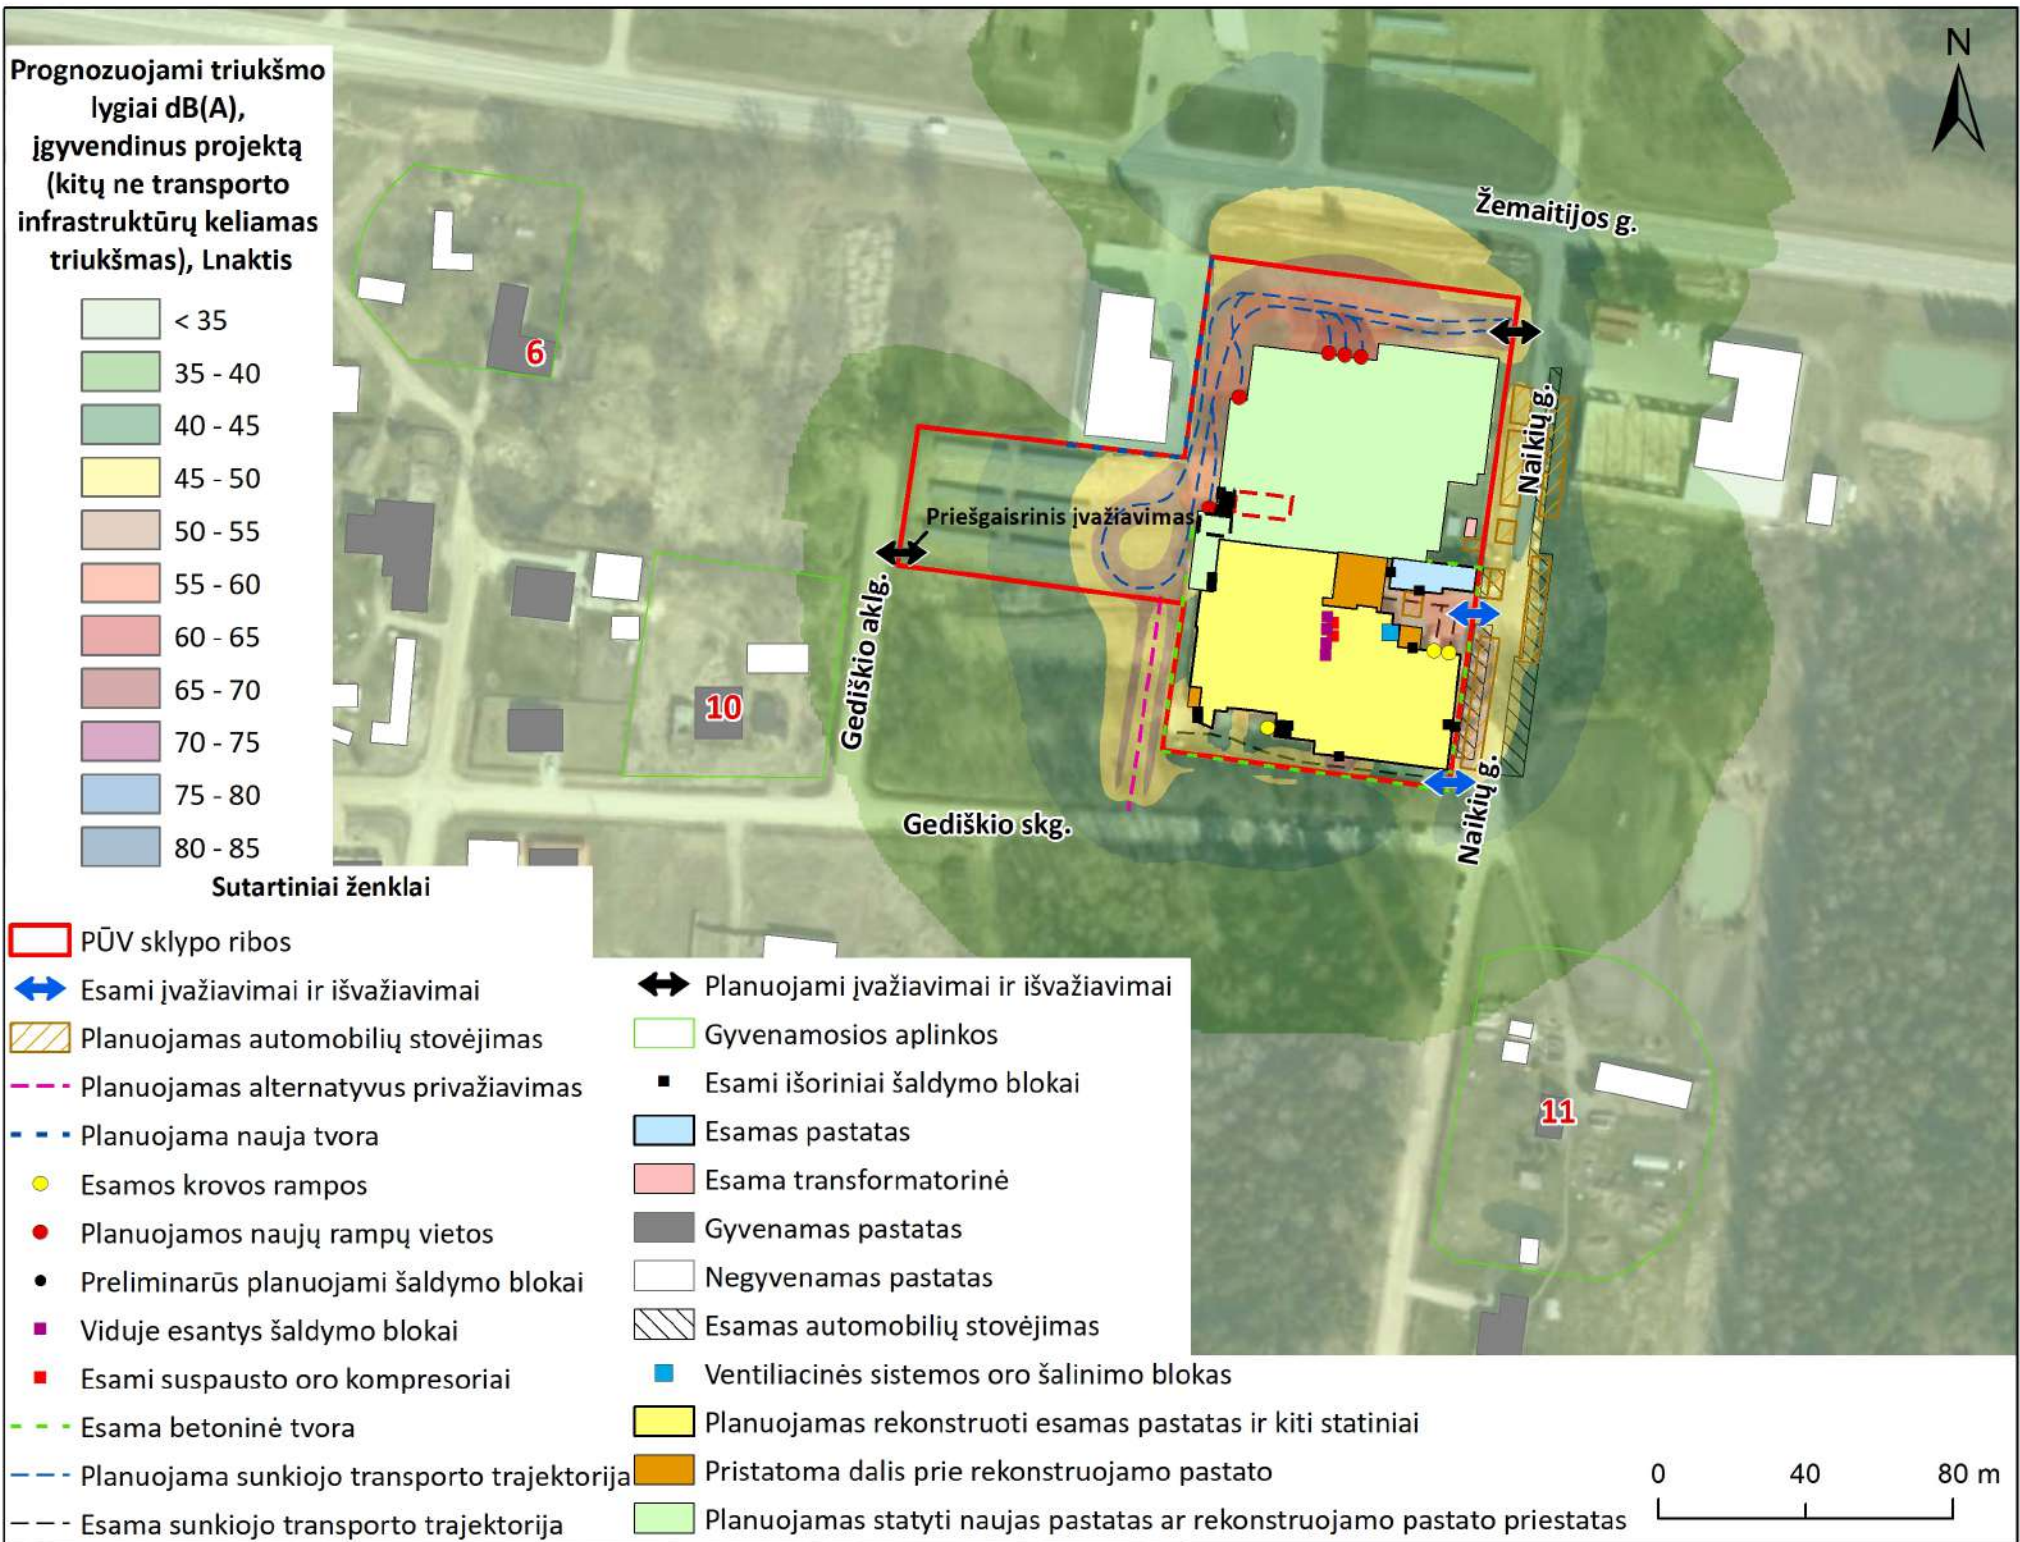 Prognozuojami triukšmo
lygiai dB(A),
įgyvendinus projektą
(kitų ne transporto
infrastruktūrų keliamas
triukšmas), Lnaktis
< 35
35 - 40
40 - 45
45 - 50
50 - 55
55 - 60
60 - 65
65 - 70
70 - 75
75 - 80
80 - 85
N
Žemaitijos g.
Naikių g.
Priešgaisrinis įvažiavimas
Gediškio aklg.
Gediškio skg.
Naikių g.
6
10
11
Sutartiniai ženklai
PŪV sklypo ribos
Esami įvažiavimai ir išvažiavimai
Planuojamas automobilių stovėjimas
Planuojamas alternatyvus privažiavimas
Planuojama nauja tvora
Esamos krovos rampos
Planuojamos naujų rampų vietos
Preliminarūs planuojami šaldymo blokai
Viduje esantys šaldymo blokai
Esami suspausto oro kompresoriai
Esama betoninė tvora
Planuojama sunkiojo transporto trajektorija
Esama sunkiojo transporto trajektorija
Planuojami įvažiavimai ir išvažiavimai
Gyvenamosios aplinkos
Esami išoriniai šaldymo blokai
Esamas pastatas
Esama transformatorinė
Gyvenamas pastatas
Negyvenamas pastatas
Esamas automobilių stovėjimas
Ventiliacinės sistemos oro šalinimo blokas
Planuojamas rekonstruoti esamas pastatas ir kiti statiniai
Pristatoma dalis prie rekonstruojamo pastato
Planuojamas statyti naujas pastatas ar rekonstruojamo pastato priestatas
0 40 80 m